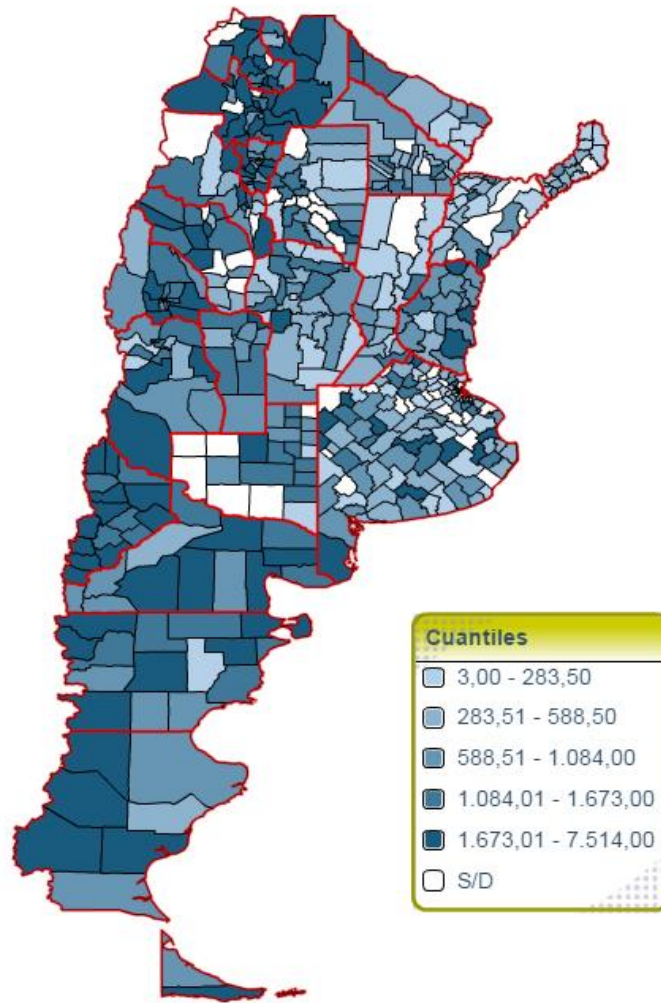 Cuantiles
3,00 - 283,50
283,51 - 588,50
588,51 - 1.084,00
1.084,01 - 1.673,00
1.673,01 - 7.514,00
S/D